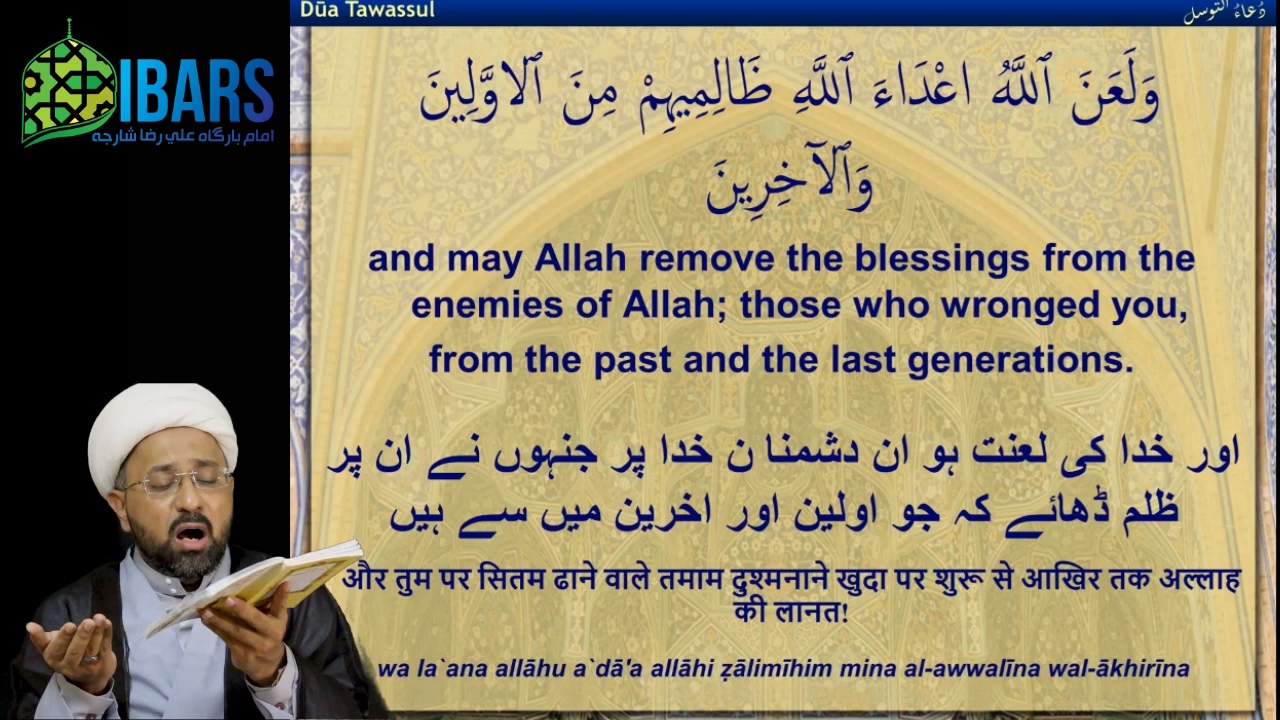 Dūa Tawassul
دُعاءُ التوسل
IBARS
امام بارگاه علي رضا شارجه
وَلَعَنَ ٱللَّهُ اعْدَاءَ ٱللَّهِ ظَالِمِيهِمْ مِنَ ٱلاوَّلِينَ
وَٱلآخِرِينَ
and may Allah remove the blessings from the
enemies of Allah; those who wronged you,
from the past and the last generations.
اور خدا کی لعنت ہو ان دشمنا ن خدا پر جنہوں نے ان پر
ظلم ڈھائے کہ جو اولین اور اخرین میں سے ہیں
और तुम पर सितम ढाने वाले तमाम दुश्मनाने खुदा पर शुरू से आखिर तक अल्लाह
की लानत!
wa la`ana allāhu a`dā'a allāhi ẓālimīhim mina al-awwalīna wal-ākhirīna